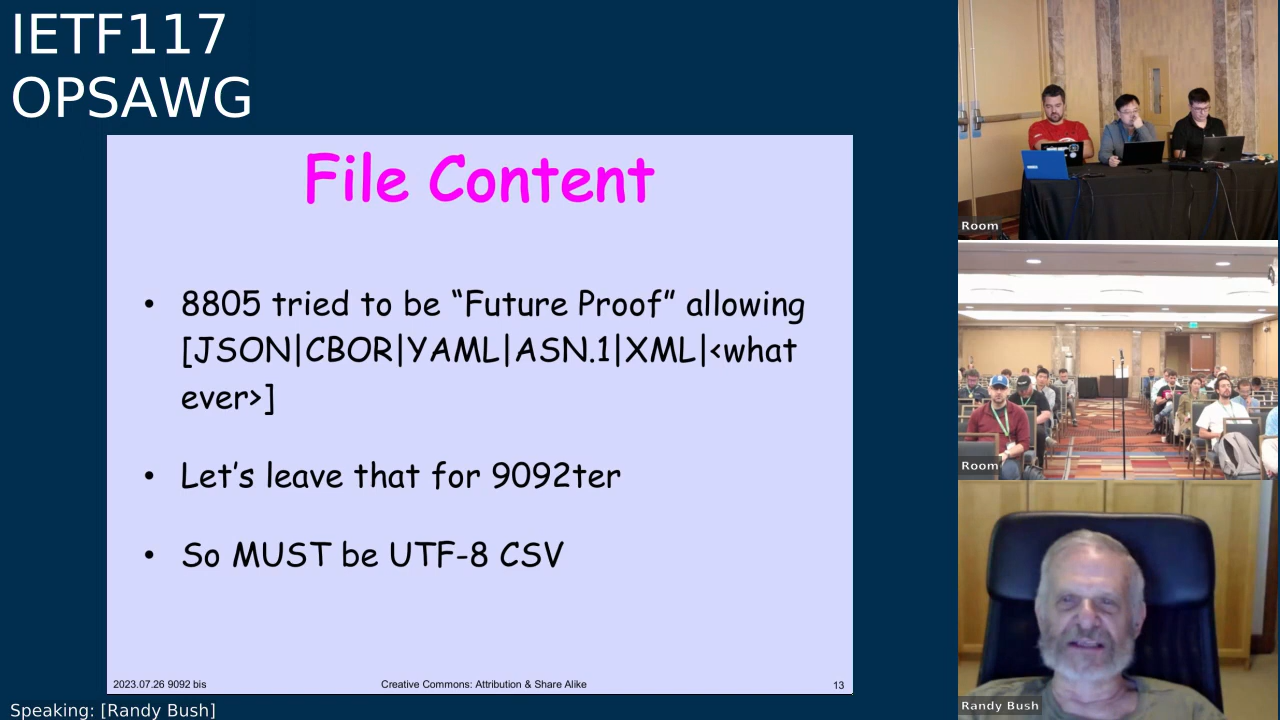 IETF117
OPSAWG
File Content
• 8805 tried to be “Future Proof” allowing
[JSON|CBOR|YAML|ASN.1|XML|<what
ever>]
• Let’s leave that for 9092ter
• So MUST be UTF-8 CSV
2023.07.26 9092 bis
Creative Commons: Attribution & Share Alike
13
Speaking: [Randy Bush]
Room
Room
Randy Bush